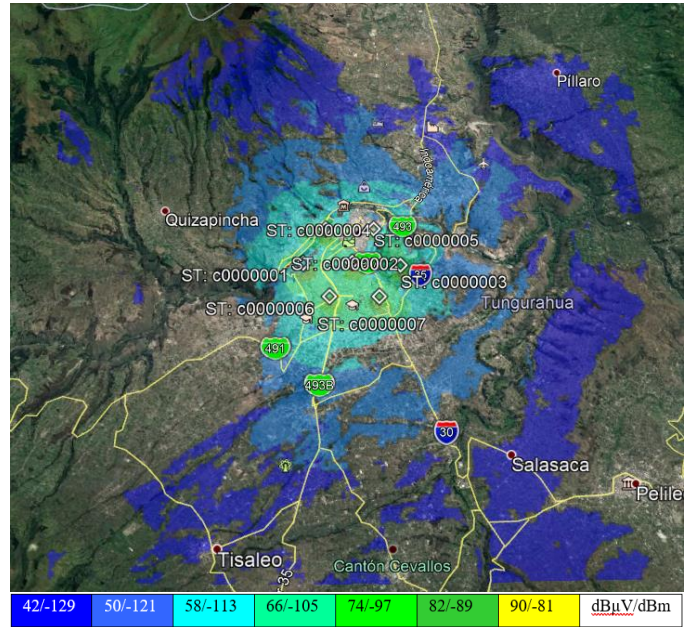 Píllaro
Indoamérica
Quizapincha
493
ST: c0000004
ST: c0000005
ST: c0000002
ST: c0000001
ST: c0000003
Tungurahua
ST: c0000006
ST: c0000007
491
493B
30
Salasaca
Pelile
Tisaleo
Cantón Cevallos
42/-129 50/-121 58/-113 66/-105 74/-97 82/-89 90/-81 dBµV/dBm